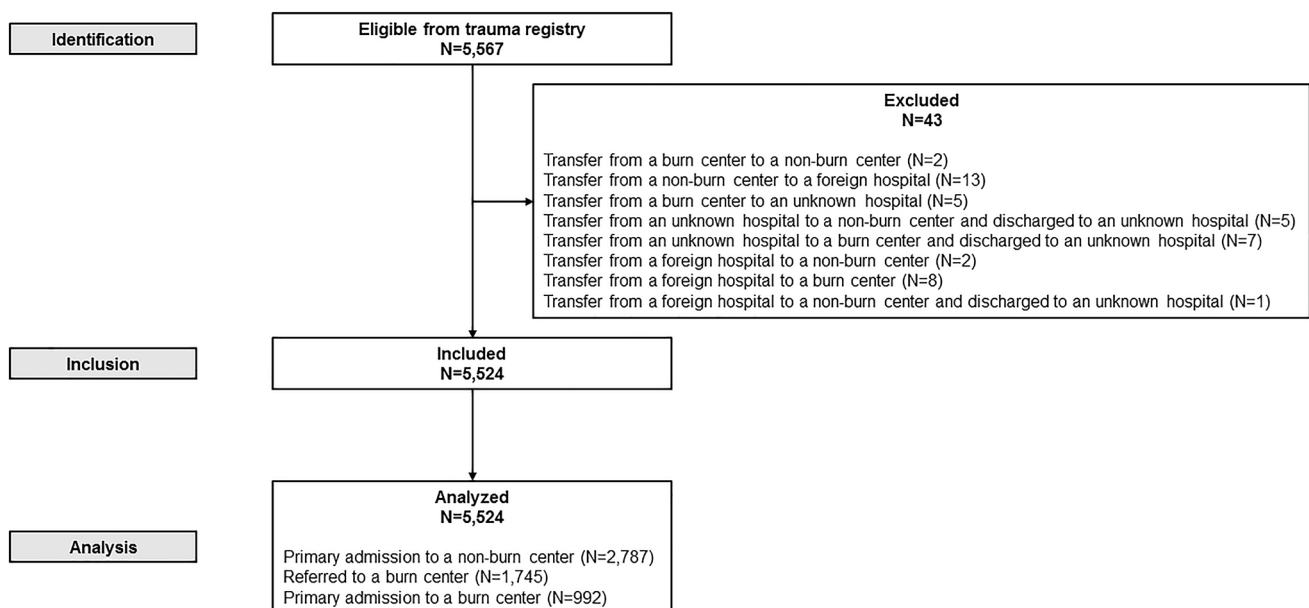 Identification
Eligible from trauma registry
N=5,567
Excluded
N=43
Transfer from a burn center to a non-burn center (N=2)
Transfer from a non-burn center to a foreign hospital (N=13)
Transfer from a burn center to an unknown hospital (N=5)
Transfer from an unknown hospital to a non-burn center and discharged to an unknown hospital (N=5)
Transfer from an unknown hospital to a burn center and discharged to an unknown hospital (N=7)
Transfer from a foreign hospital to a non-burn center (N=2)
Transfer from a foreign hospital to a burn center (N=8)
Transfer from a foreign hospital to a non-burn center and discharged to an unknown hospital (N=1)
Inclusion
Included
N=5,524
Analysis
Analyzed
N=5,524
Primary admission to a non-burn center (N=2,787)
Referred to a burn center (N=1,745)
Primary admission to a burn center (N=992)